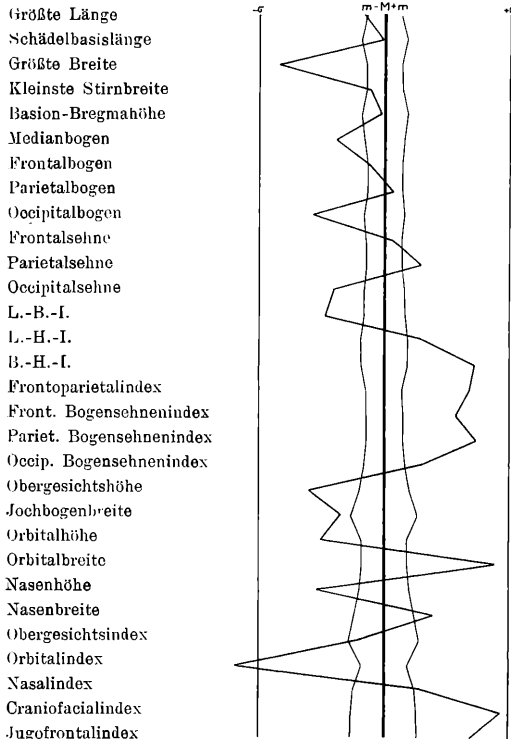 -σ m-M+m +σ
Größte Länge
Schädelbasislänge
Größte Breite
Kleinste Stirnbreite
Basion-Bregmahöhe
Medianbogen
Frontalbogen
Parietalbogen
Occipitalbogen
Frontalsehne
Parietalsehne
Occipitalsehne
L.-B.-I.
L.-H.-I.
B.-H.-I.
Frontoparietalindex
Front. Bogensehnenindex
Pariet. Bogensehnenindex
Occip. Bogensehnenindex
Obergesichtshöhe
Jochbogenbreite
Orbitalhöhe
Orbitalbreite
Nasenhöhe
Nasenbreite
Obergesichtsindex
Orbitalindex
Nasalindex
Craniofacialindex
Jugofrontalindex